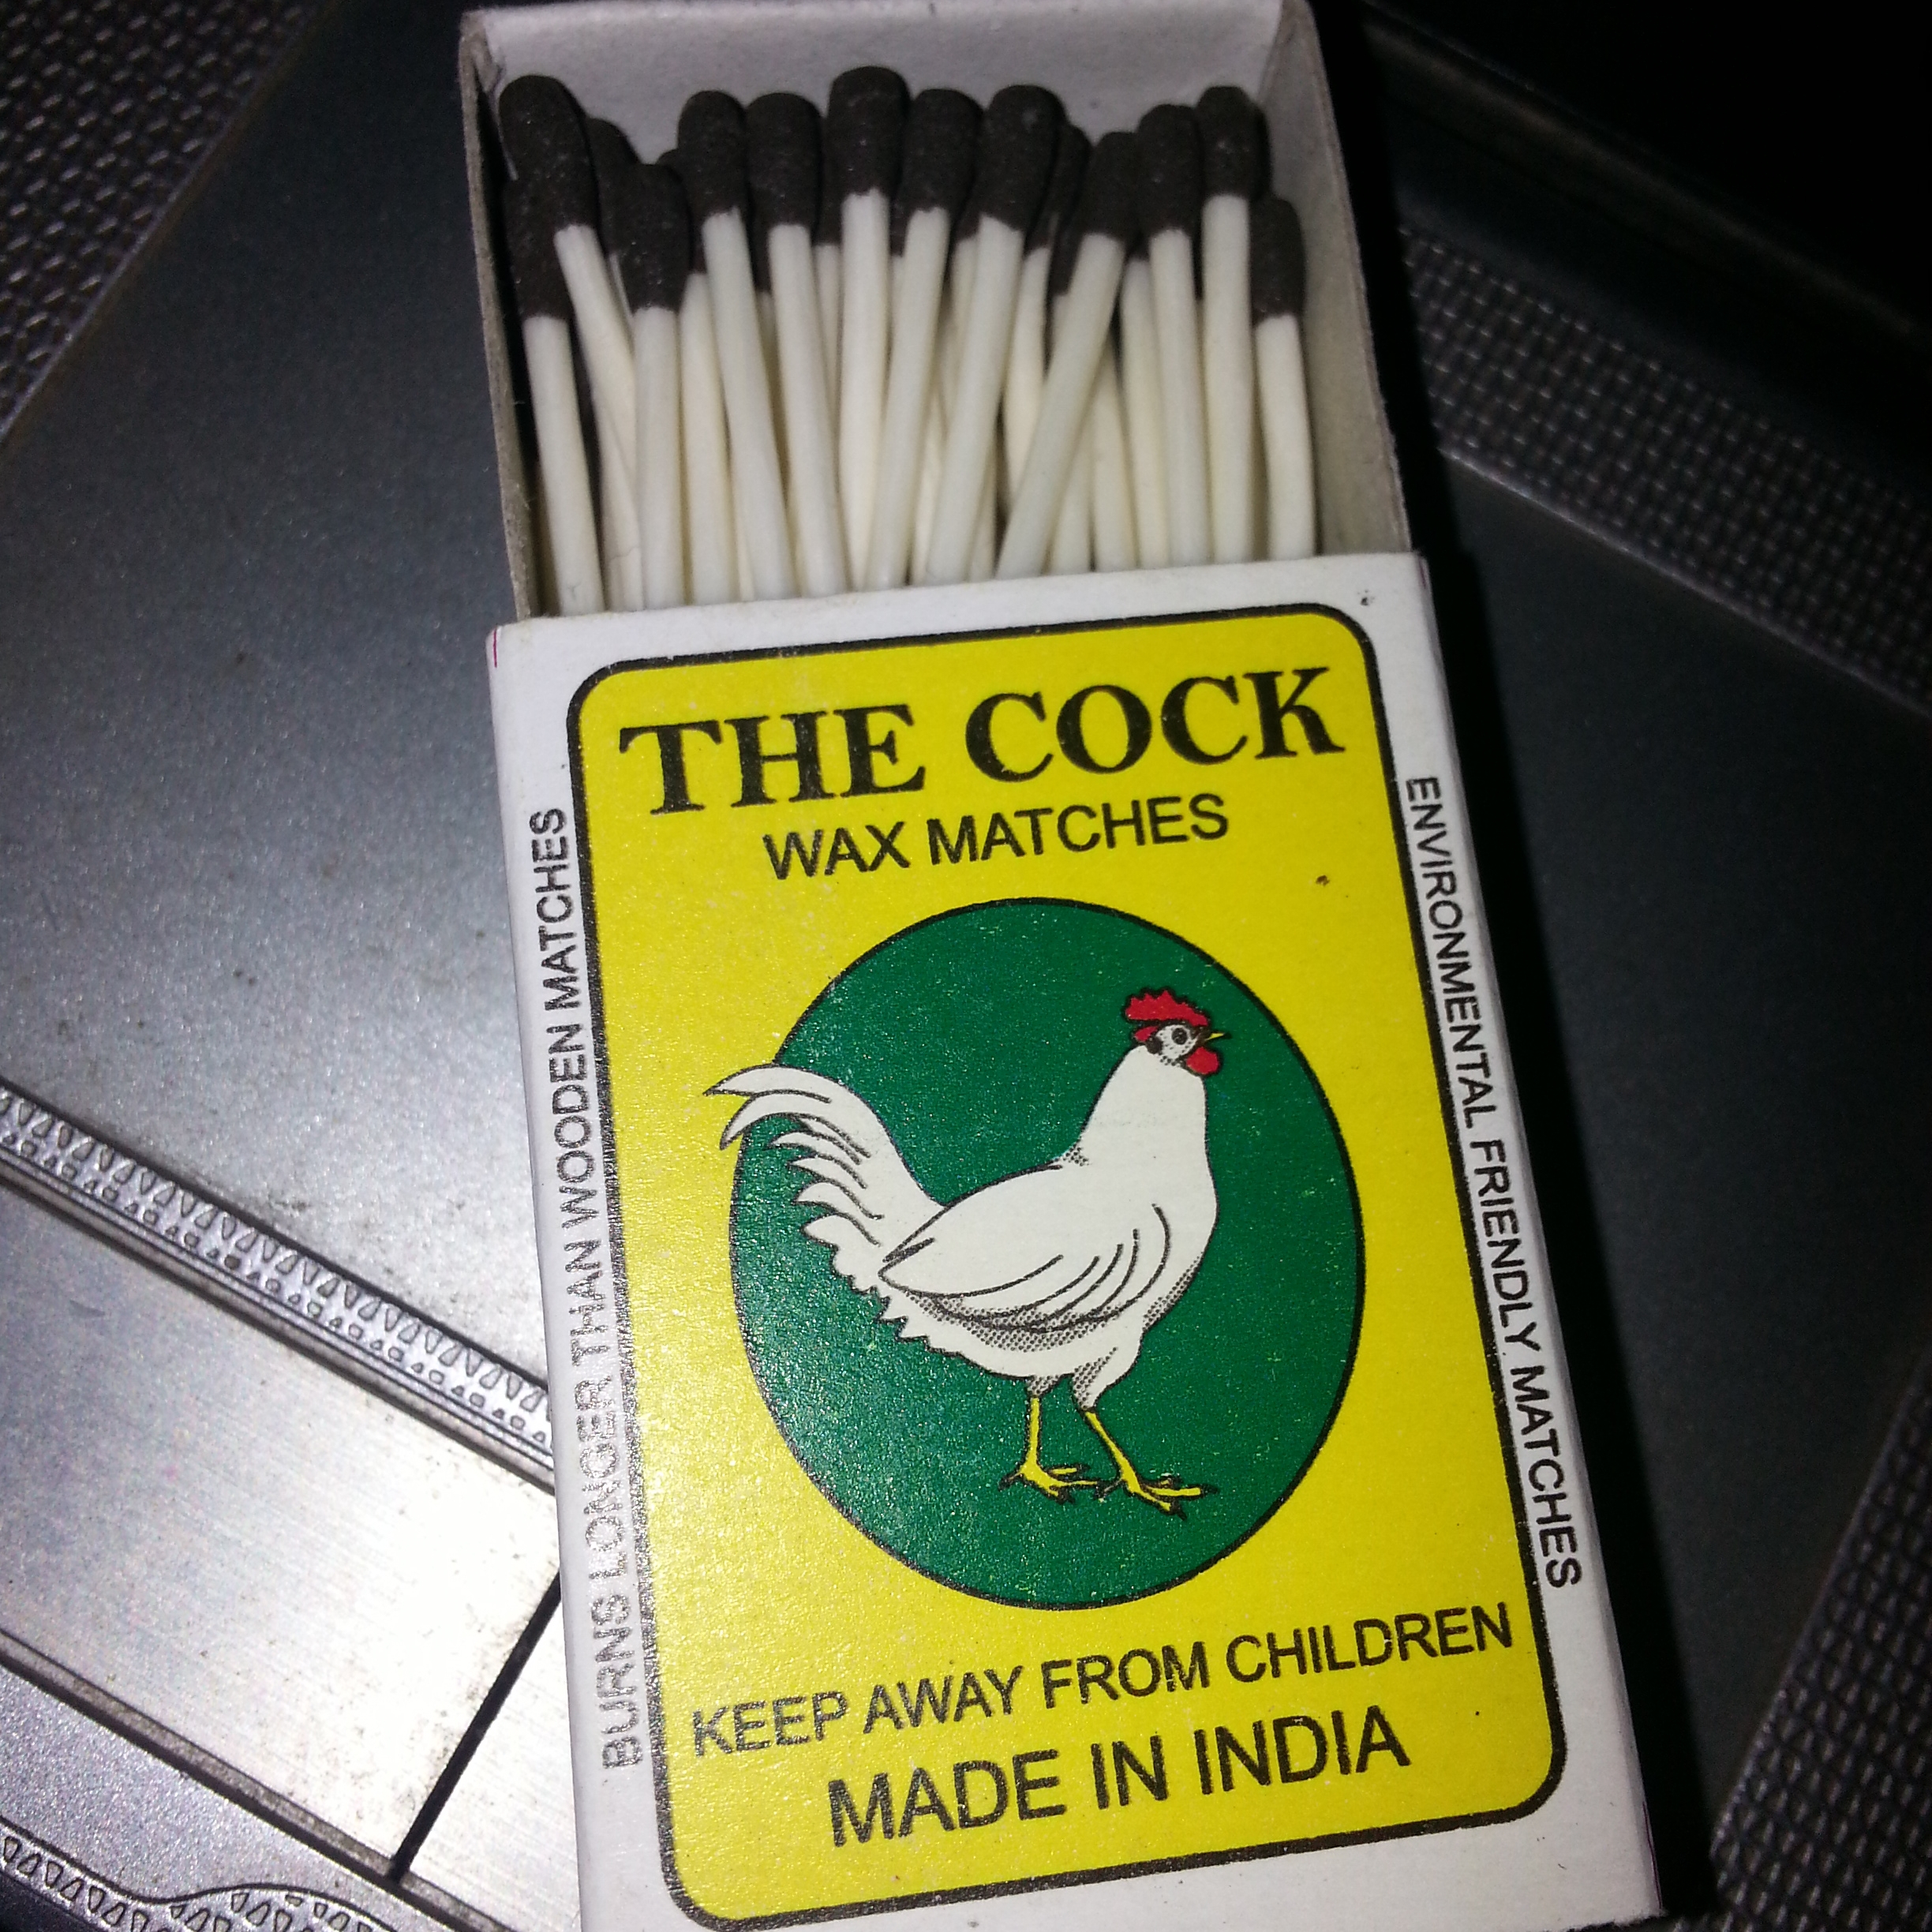 THE COCK
WAX MATCHES
BURNS LONGER THAN WOODEN MATCHES
ENVIRONMENTAL FRIENDLY MATCHES
KEEP AWAY FROM CHILDREN
MADE IN INDIA